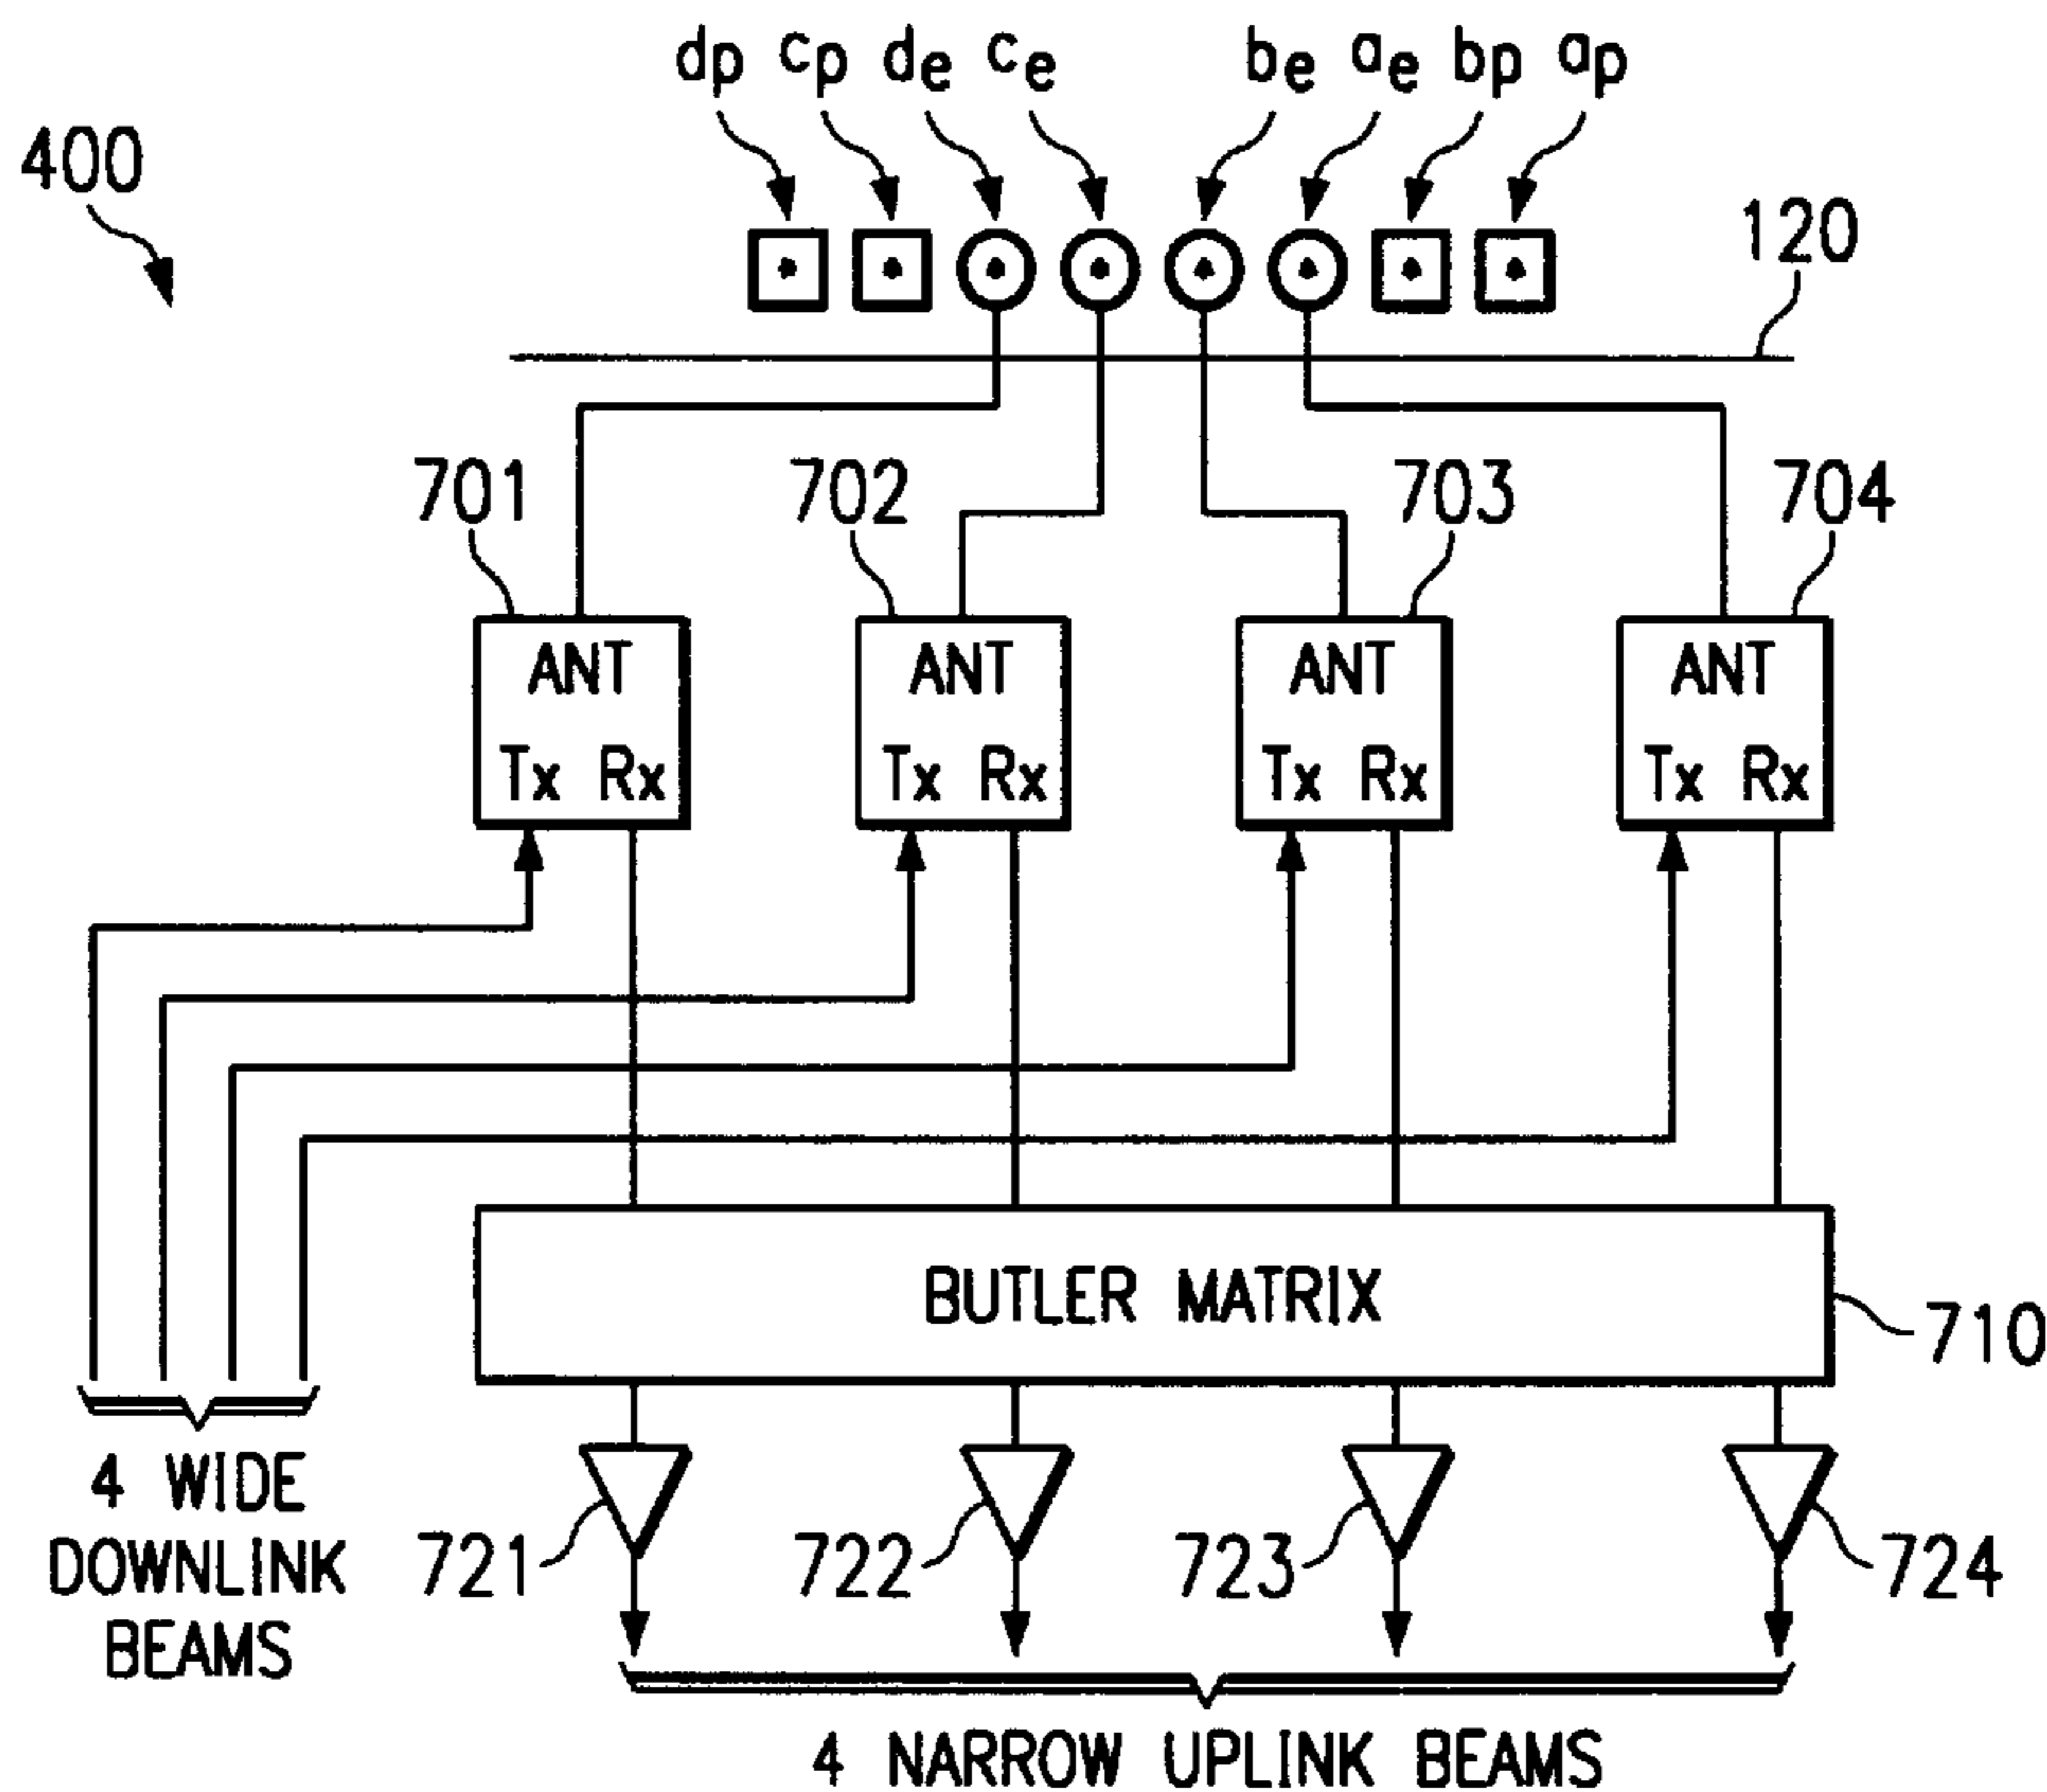 dp cp de ce be ae bp ap
400
120
701 702 703 704
ANT ANT ANT ANT
Tx Rx Tx Rx Tx Rx Tx Rx
BUTLER MATRIX
710
4 WIDE
DOWNLINK
BEAMS
721 722 723 724
4 NARROW UPLINK BEAMS